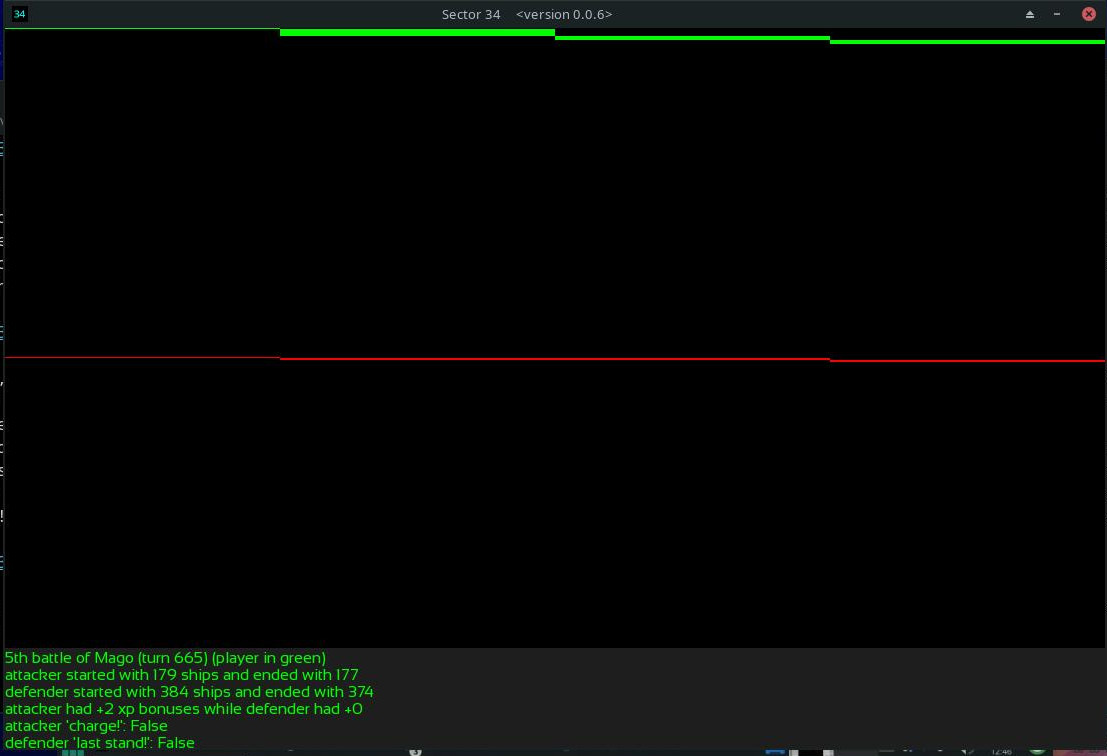 34
Sector 34 <version 0.0.6>
5th battle of Mago (turn 665) (player in green)
attacker started with 179 ships and ended with 177
defender started with 384 ships and ended with 374
attacker had +2 xp bonuses while defender had +0
attacker 'charge!': False
defender 'last stand!': False